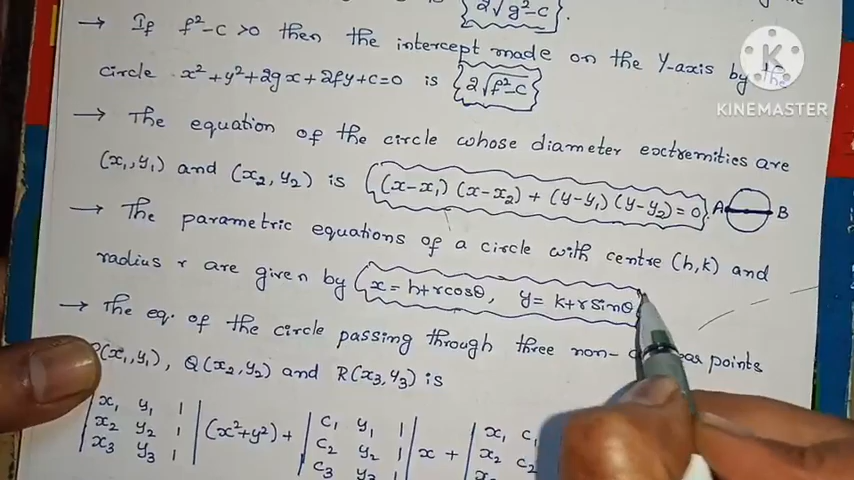 2√g²-c
→ If f²-c >0 then the intercept made on the Y-axis by the
circle x²+y²+2gx+2fy+c=0 is 2√f²-c
→ The equation of the circle whose diameter exctremities are
(x₁,y₁) and (x₂,y₂) is (x-x₁)(x-x₂)+(y-y₁)(y-y₂)=0 A B
→ The parametric equations of a circle with centre (h,k) and
radius r are given by x=h+rcosθ, y=k+rsinθ
→ The eq. of the circle passing through three non- points
(x₁,y₁), Q(x₂,y₂) and R(x₃,y₃) is
| x₁ y₁ 1 | | c₁ y₁ 1 | | x₁ c₁
| x₂ y₂ 1 | (x²+y²)+ | c₂ y₂ 1 | x + | x₂ c₂
| x₃ y₃ 1 | | c₃ y₃ 1 |
KINEMASTER